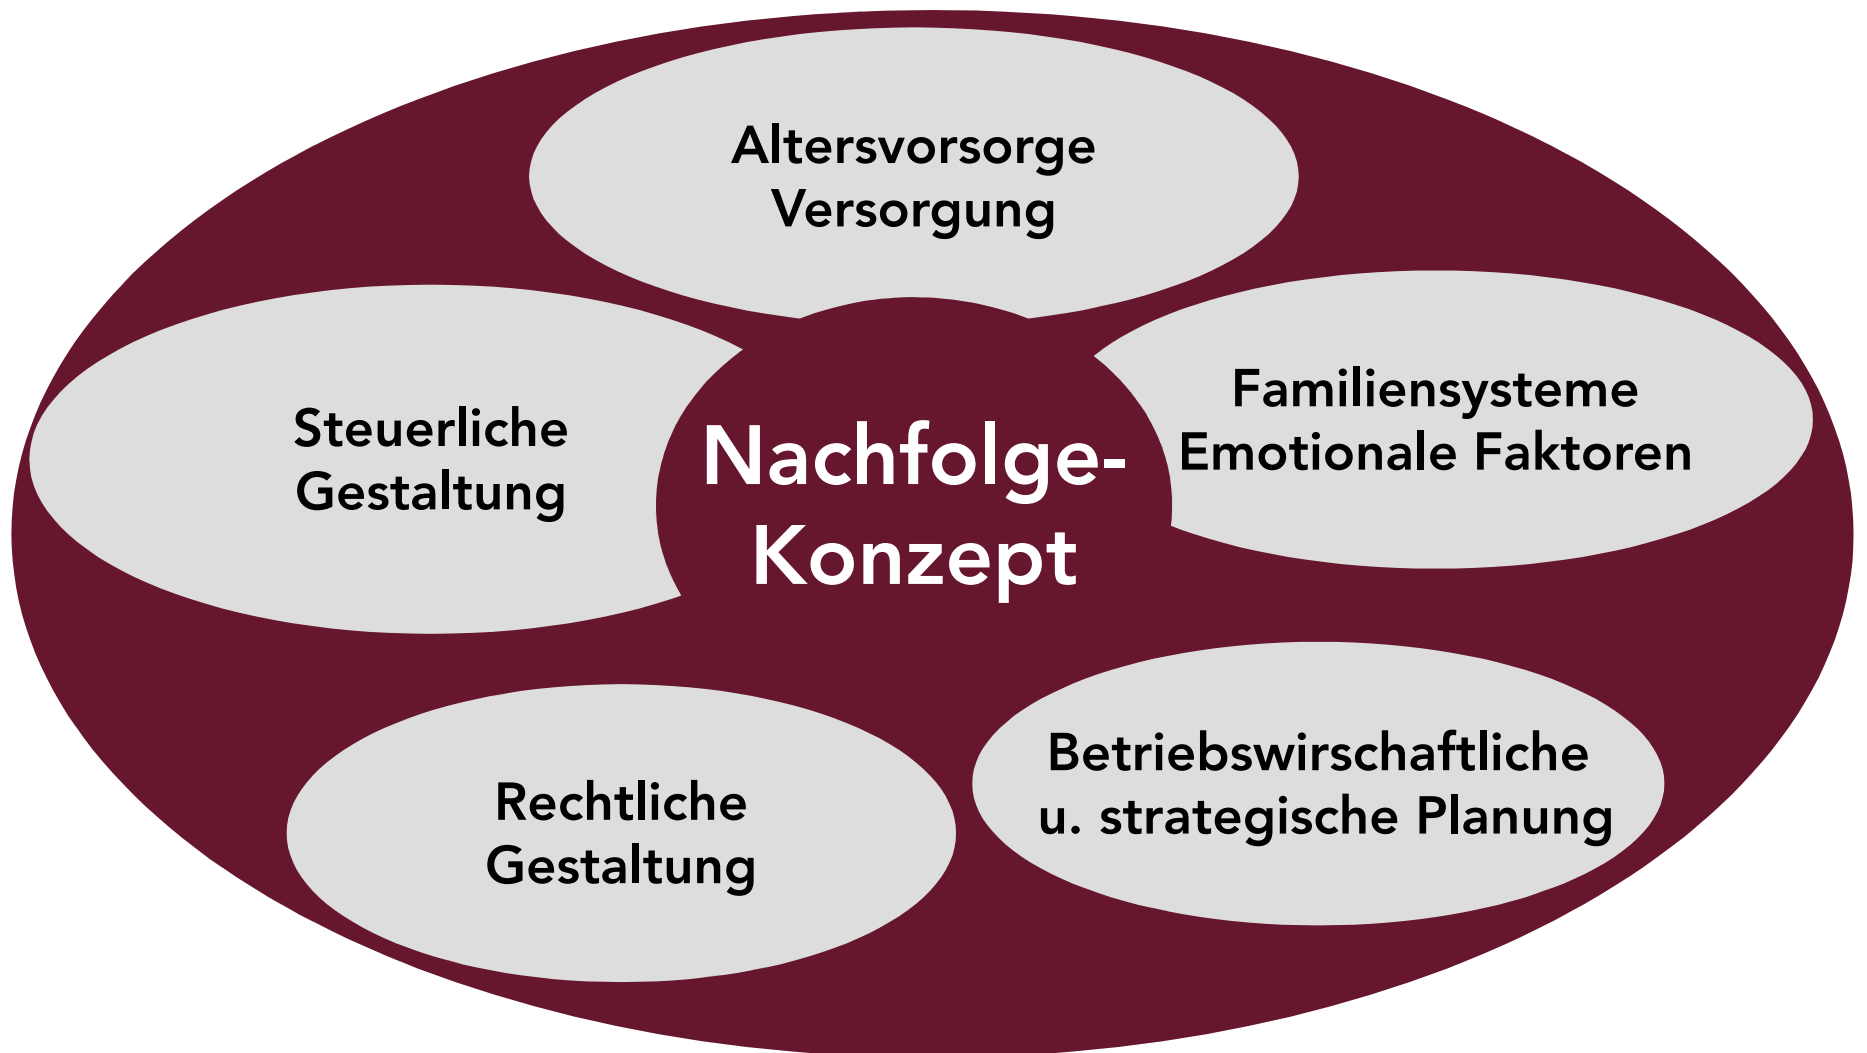 Altersvorsorge
Versorgung
Familiensysteme
Emotionale Faktoren
Steuerliche
Gestaltung
Nachfolge-
Konzept
Betriebswirschaftliche
u. strategische Planung
Rechtliche
Gestaltung